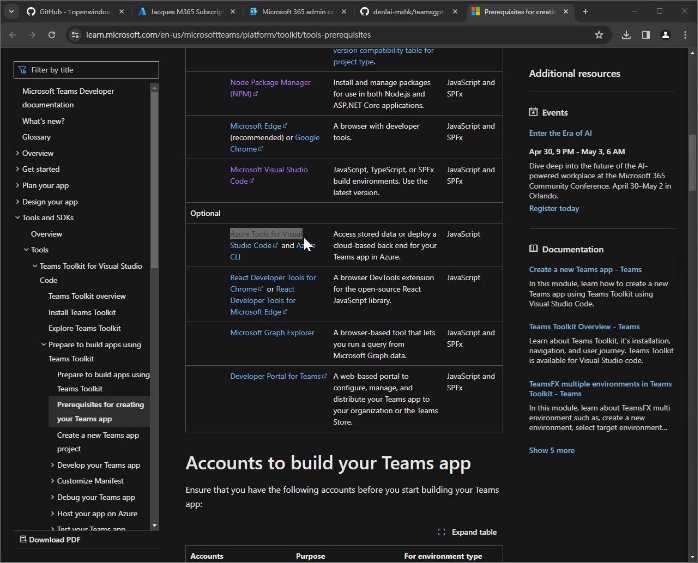 GitHub - 1openwindow
Jacques M365 Subscrip
Microsoft 365 admin ce
denlai-mshk/teamsgpt
Prerequisites for creatin
learn.microsoft.com/en-us/microsoftteams/platform/toolkit/tools-prerequisites
Filter by title
Microsoft Teams Developer
documentation
What's new?
Glossary
Overview
Get started
Plan your app
Design your app
Tools and SDKs
Overview
Tools
Teams Toolkit for Visual Studio
Code
Teams Toolkit overview
Install Teams Toolkit
Explore Teams Toolkit
Prepare to build apps using
Teams Toolkit
Prepare to build apps using
Teams Toolkit
Prerequisites for creating
your Teams app
Create a new Teams app
project
Develop your Teams app
Customize Manifest
Debug your Teams app
Host your app on Azure
Test your Teams app
Download PDF
version compatibility table for
project type.
Node Package Manager
(NPM)
Install and manage packages
for use in both Node.js and
ASP.NET Core applications.
JavaScript and
SPFx
Microsoft Edge
(recommended) or Google
Chrome
A browser with developer
tools.
JavaScript and
SPFx
Microsoft Visual Studio
Code
JavaScript, TypeScript, or SPFx
build environments. Use the
latest version.
JavaScript and
SPFx
Optional
Azure Tools for Visual
Studio Code and Azure
CLI
Access stored data or deploy a
cloud-based back end for your
Teams app in Azure.
JavaScript
React Developer Tools for
Chrome or React
Developer Tools for
Microsoft Edge
A browser DevTools extension
for the open-source React
JavaScript library.
JavaScript
Microsoft Graph Explorer
A browser-based tool that lets
you run a query from
Microsoft Graph data.
JavaScript and
SPFx
Developer Portal for Teams
A web-based portal to
configure, manage, and
distribute your Teams app to
your organization or the Teams
Store.
JavaScript and
SPFx
Accounts to build your Teams app
Ensure that you have the following accounts before you start building your Teams
app:
Expand table
Accounts
Purpose
For environment type
Additional resources
Events
Enter the Era of AI
Apr 30, 9 PM - May 3, 6 AM
Dive deep into the future of the AI-
powered workplace at the Microsoft 365
Community Conference. April 30–May 2 in
Orlando.
Register today
Documentation
Create a new Teams app - Teams
In this module, learn how to create a new
Teams app using Teams Toolkit using
Visual Studio Code.
Teams Toolkit Overview - Teams
Learn about Teams Toolkit, it's installation,
navigation, and user journey. Teams Toolkit
is available for Visual Studio code.
TeamsFX multiple environments in Teams
Toolkit - Teams
In this module, learn about TeamsFX multi
environment such as, create a new
environment, select target environment...
Show 5 more